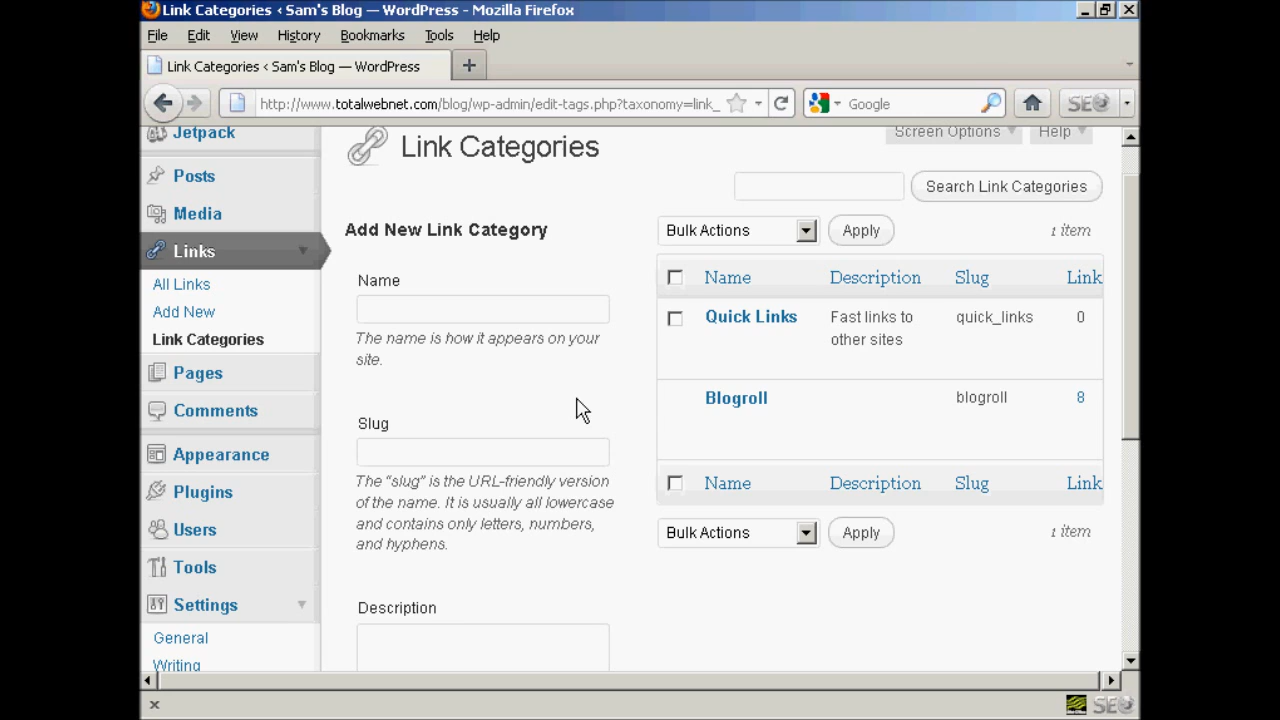 Link Categories ‹ Sam's Blog — WordPress - Mozilla Firefox
File Edit View History Bookmarks Tools Help
Link Categories ‹ Sam's Blog — WordPress
http://www.totalwebnet.com/blog/wp-admin/edit-tags.php?taxonomy=link_
Google
SEO
Jetpack
Posts
Media
Links
All Links
Add New
Link Categories
Pages
Comments
Appearance
Plugins
Users
Tools
Settings
General
Writing
Screen Options Help
Link Categories
Search Link Categories
Add New Link Category
Name
The name is how it appears on your
site.
Slug
The “slug” is the URL-friendly version
of the name. It is usually all lowercase
and contains only letters, numbers,
and hyphens.
Description
Bulk Actions Apply 1 item
Name Description Slug Link
Quick Links Fast links to quick_links 0
other sites
Blogroll blogroll 8
Name Description Slug Link
Bulk Actions Apply 1 item
SEO